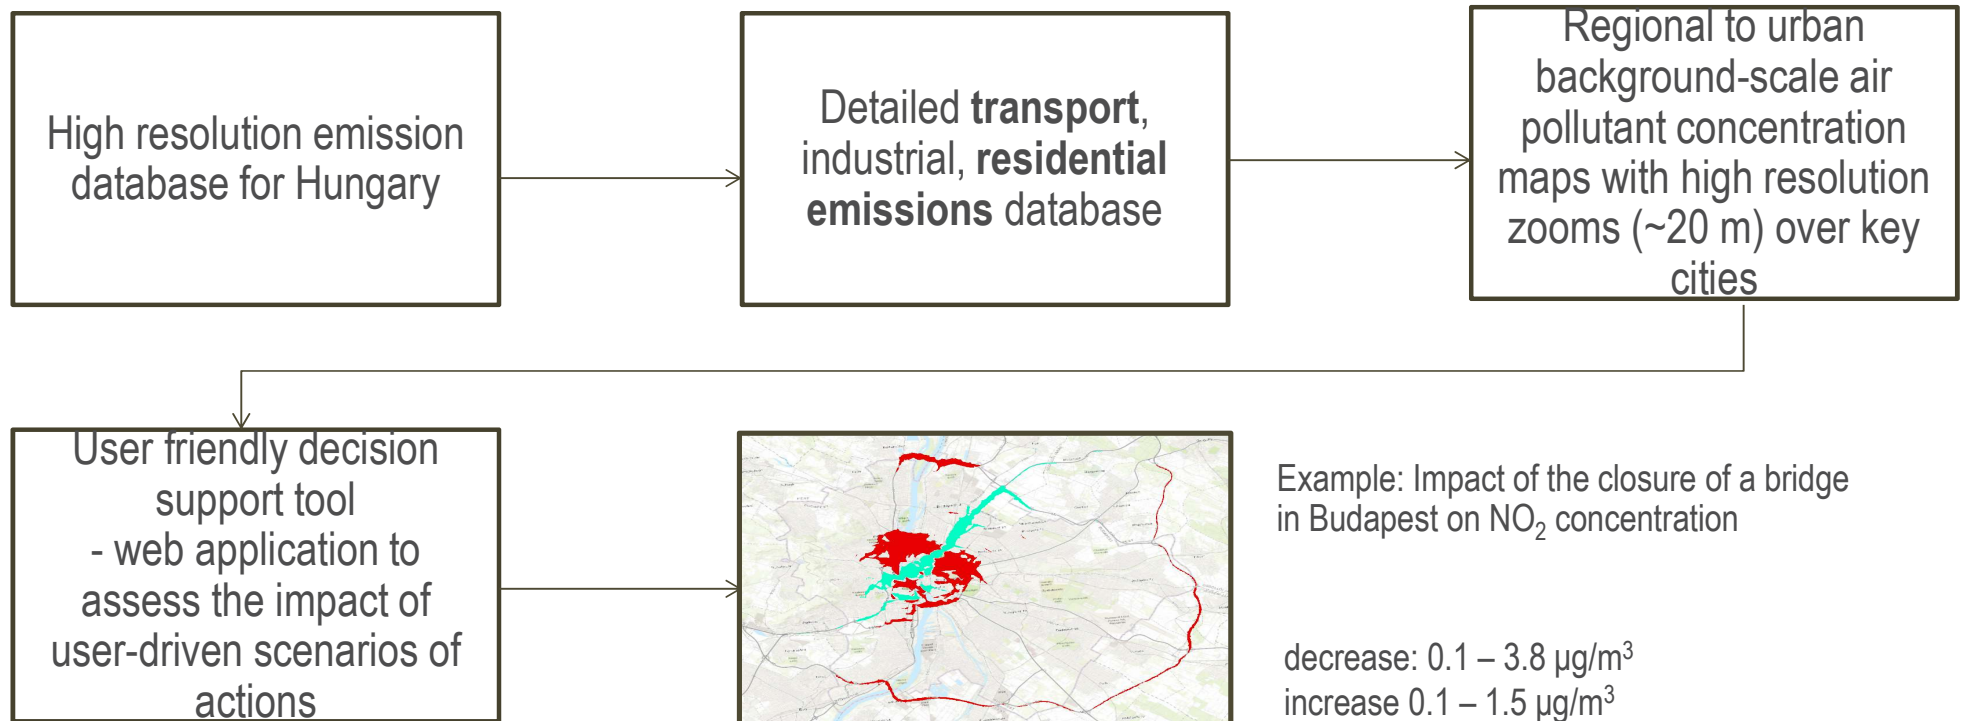 High resolution emission
database for Hungary
Detailed transport,
industrial, residential
emissions database
Regional to urban
background-scale air
pollutant concentration
maps with high resolution
zooms (~20 m) over key
cities
User friendly decision
support tool
- web application to
assess the impact of
user-driven scenarios of
actions
Example: Impact of the closure of a bridge
in Budapest on NO₂ concentration
decrease: 0.1 – 3.8 µg/m³
increase 0.1 – 1.5 µg/m³